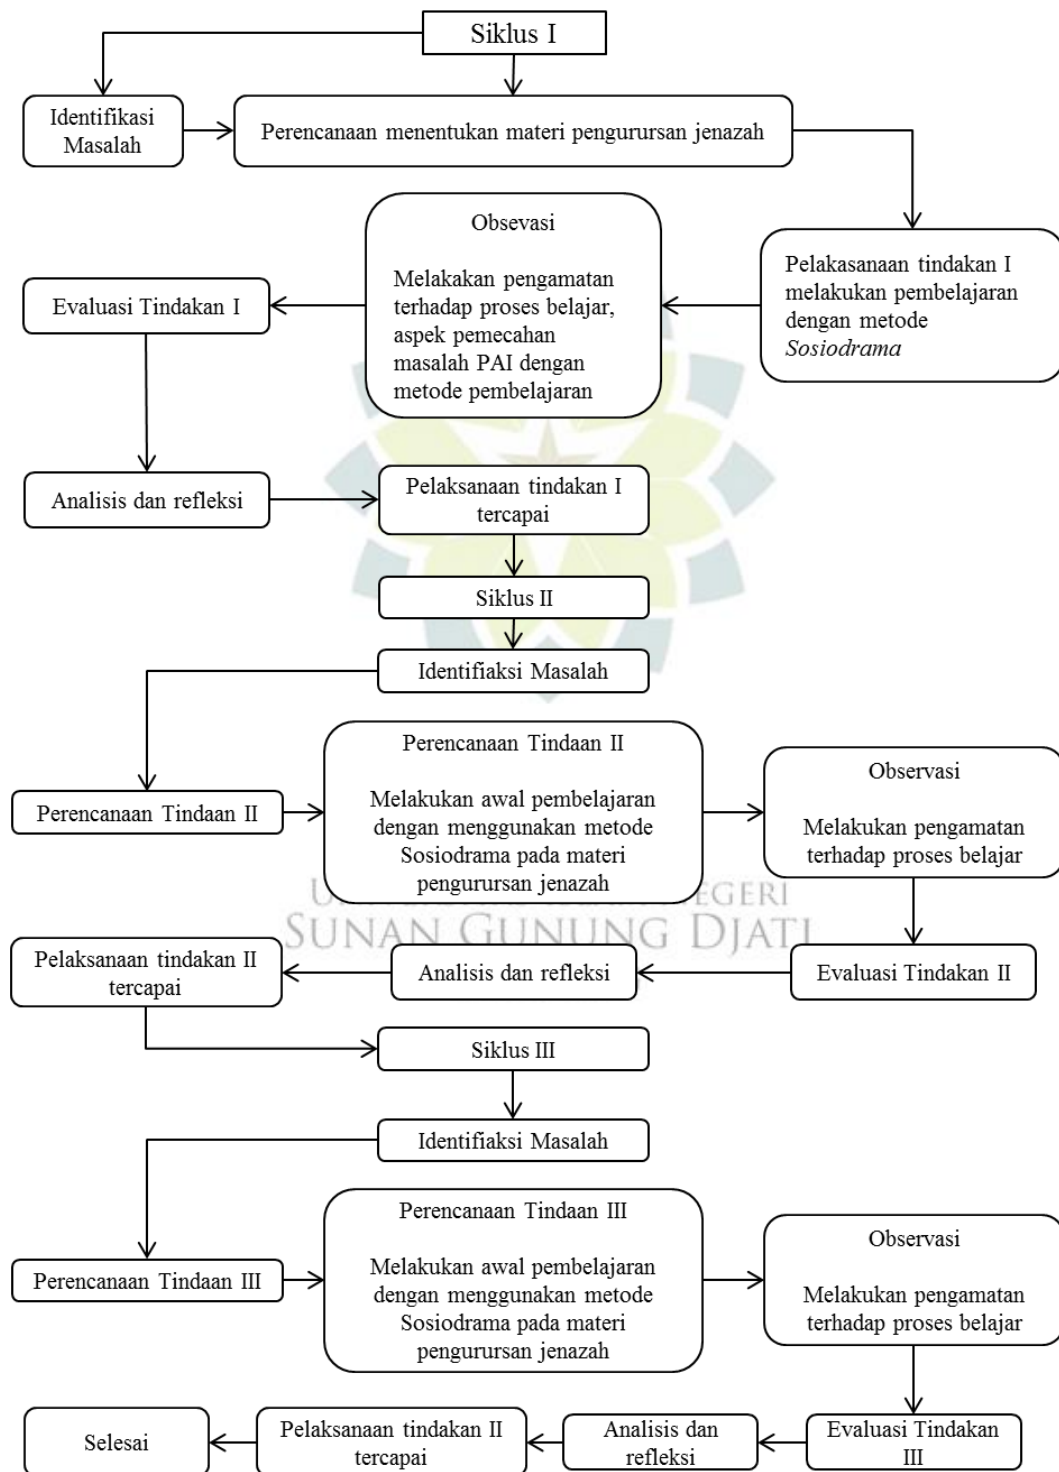 Siklus I
Identifikasi
Masalah
Perencanaan menentukan materi pengurursan jenazah
Obsevasi
Melakakan pengamatan
terhadap proses belajar,
aspek pemecahan
masalah PAI dengan
metode pembelajaran
Pelakasanaan tindakan I
melakukan pembelajaran
dengan metode
Sosiodrama
Evaluasi Tindakan I
Analisis dan refleksi
Pelaksanaan tindakan I
tercapai
Siklus II
Identifiaksi Masalah
Perencanaan Tindaan II
Perencanaan Tindaan II
Melakukan awal pembelajaran
dengan menggunakan metode
Sosiodrama pada materi
pengurursan jenazah
Observasi
Melakukan pengamatan
terhadap proses belajar
SUNAN GUNUNG DJATI
Pelaksanaan tindakan II
tercapai
Analisis dan refleksi
Evaluasi Tindakan II
Siklus III
Identifiaksi Masalah
Perencanaan Tindaan III
Perencanaan Tindaan III
Melakukan awal pembelajaran
dengan menggunakan metode
Sosiodrama pada materi
pengurursan jenazah
Observasi
Melakukan pengamatan
terhadap proses belajar
Selesai
Pelaksanaan tindakan II
tercapai
Analisis dan
refleksi
Evaluasi Tindakan
III